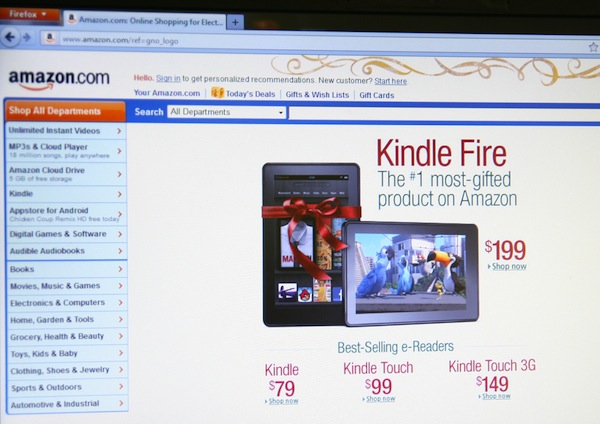 Firefox
Amazon.com: Online Shopping for Elect...
www.amazon.com/ref=gno_logo
amazon.com
Hello. Sign in to get personalized recommendations. New customer? Start here.
Your Amazon.com
Today's Deals
Gifts & Wish Lists
Gift Cards
Shop All Departments
Search
All Departments
Unlimited Instant Videos
MP3s & Cloud Player
18 million songs, play anywhere
Amazon Cloud Drive
5 GB of free storage
Kindle
Appstore for Android
Chicken Coup Remix HD free today
Digital Games & Software
Audible Audiobooks
Books
Movies, Music & Games
Electronics & Computers
Home, Garden & Tools
Grocery, Health & Beauty
Toys, Kids & Baby
Clothing, Shoes & Jewelry
Sports & Outdoors
Automotive & Industrial
Kindle Fire
The #1 most-gifted
product on Amazon
$199
Shop now
Best-Selling e-Readers
Kindle
$79
Shop now
Kindle Touch
$99
Shop now
Kindle Touch 3G
$149
Shop now